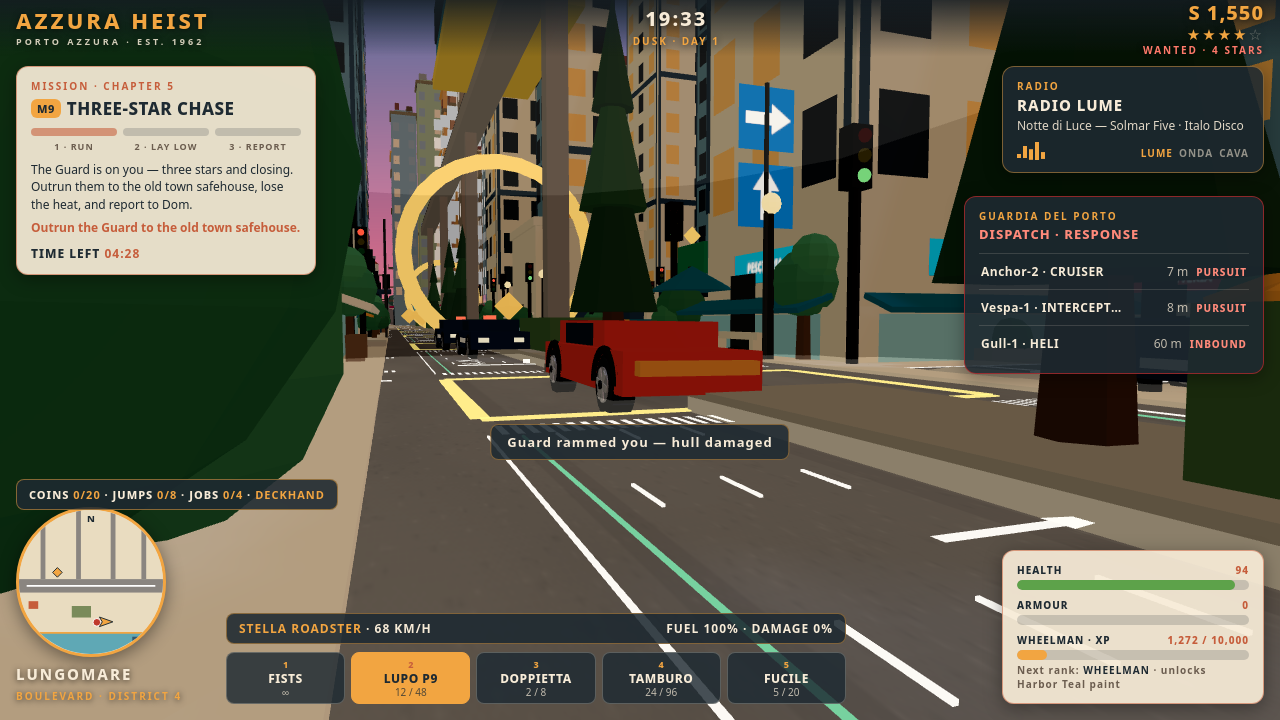 AZZURA HEIST
PORTO AZZURA · EST. 1962
19:33
DUSK · DAY 1
S 1,550
★★★★☆
WANTED · 4 STARS
MISSION · CHAPTER 5
M9 THREE-STAR CHASE
1 · RUN 2 · LAY LOW 3 · REPORT
The Guard is on you — three stars and closing.
Outrun them to the old town safehouse, lose
the heat, and report to Dom.
Outrun the Guard to the old town safehouse.
TIME LEFT 04:28
RADIO
RADIO LUME
Notte di Luce — Solmar Five · Italo Disco
LUME ONDA CAVA
GUARDIA DEL PORTO
DISPATCH · RESPONSE
Anchor-2 · CRUISER 7 m PURSUIT
Vespa-1 · INTERCEPT… 8 m PURSUIT
Gull-1 · HELI 60 m INBOUND
Guard rammed you — hull damaged
COINS 0/20 · JUMPS 0/8 · JOBS 0/4 · DECKHAND
N
LUNGOMARE
BOULEVARD · DISTRICT 4
STELLA ROADSTER · 68 KM/H FUEL 100% · DAMAGE 0%
1
FISTS
∞
2
LUPO P9
12 / 48
3
DOPPIETTA
2 / 8
4
TAMBURO
24 / 96
5
FUCILE
5 / 20
HEALTH 94
ARMOUR 0
WHEELMAN · XP 1,272 / 10,000
Next rank: WHEELMAN · unlocks
Harbor Teal paint